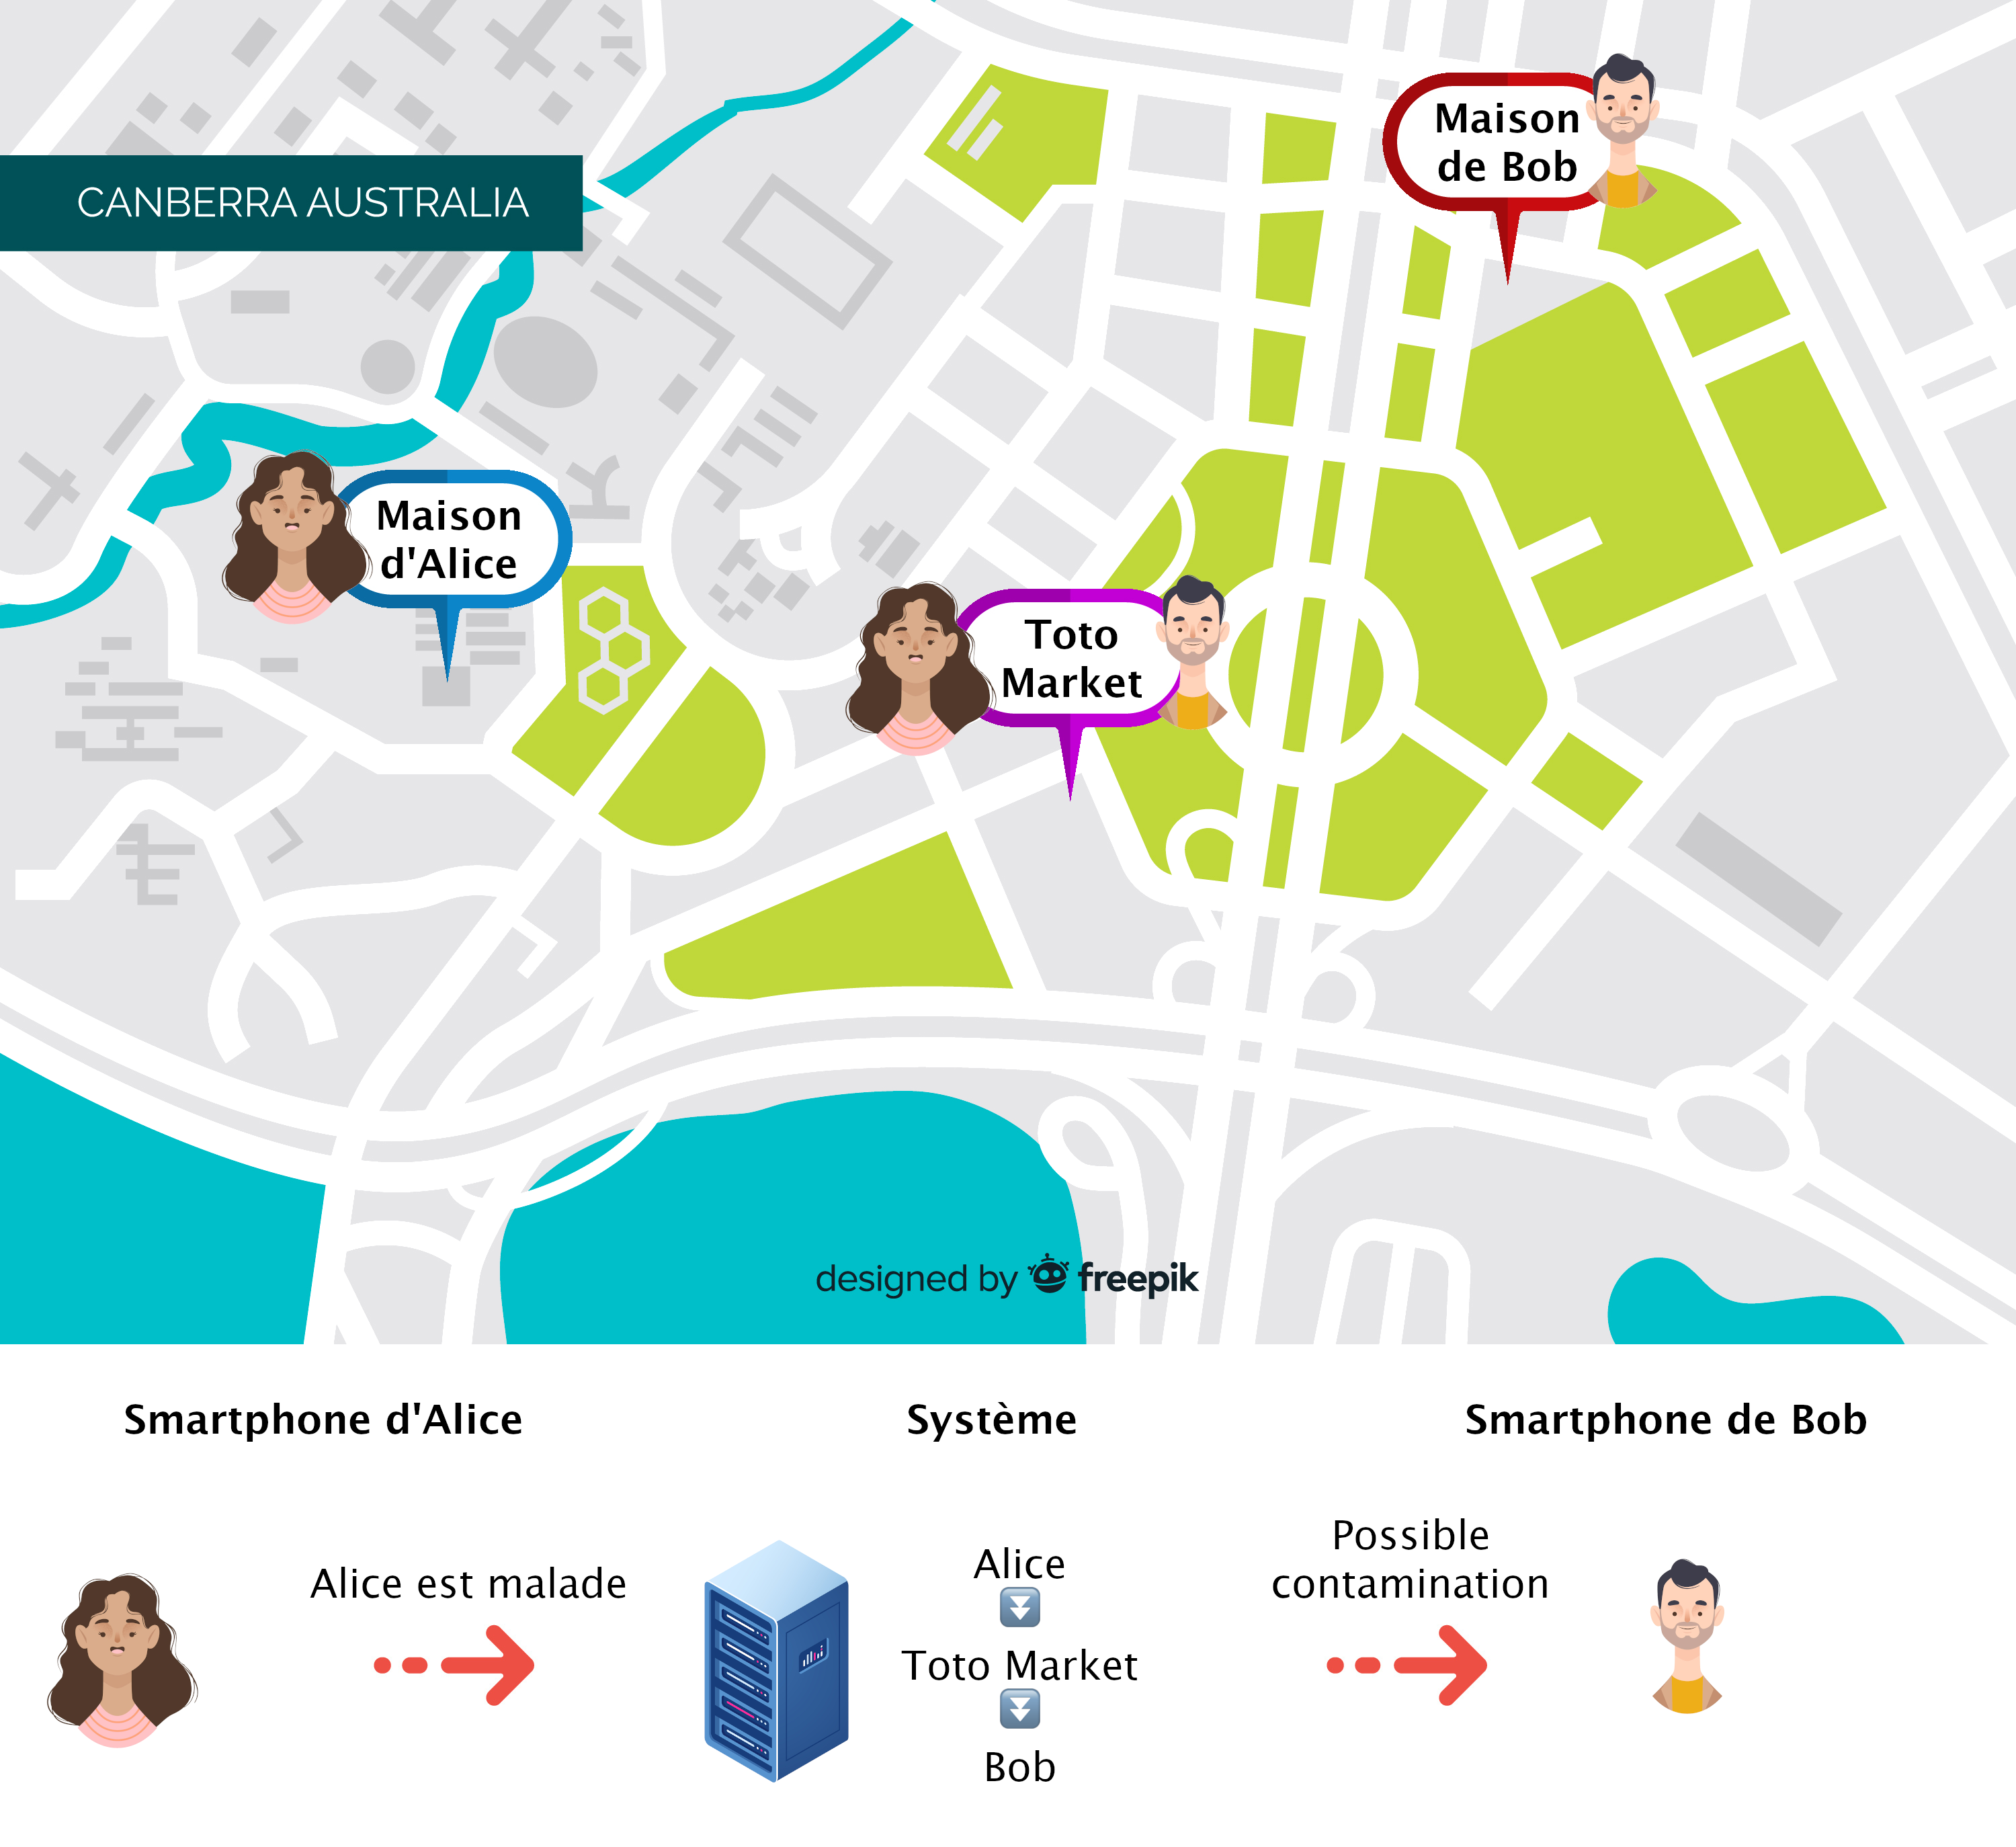 Maison
de Bob
CANBERRA AUSTRALIA
Maison
d'Alice
Toto
Market
designed by freepik
Smartphone d'Alice
Système
Smartphone de Bob
Alice est malade
Alice
Toto Market
Bob
Possible
contamination